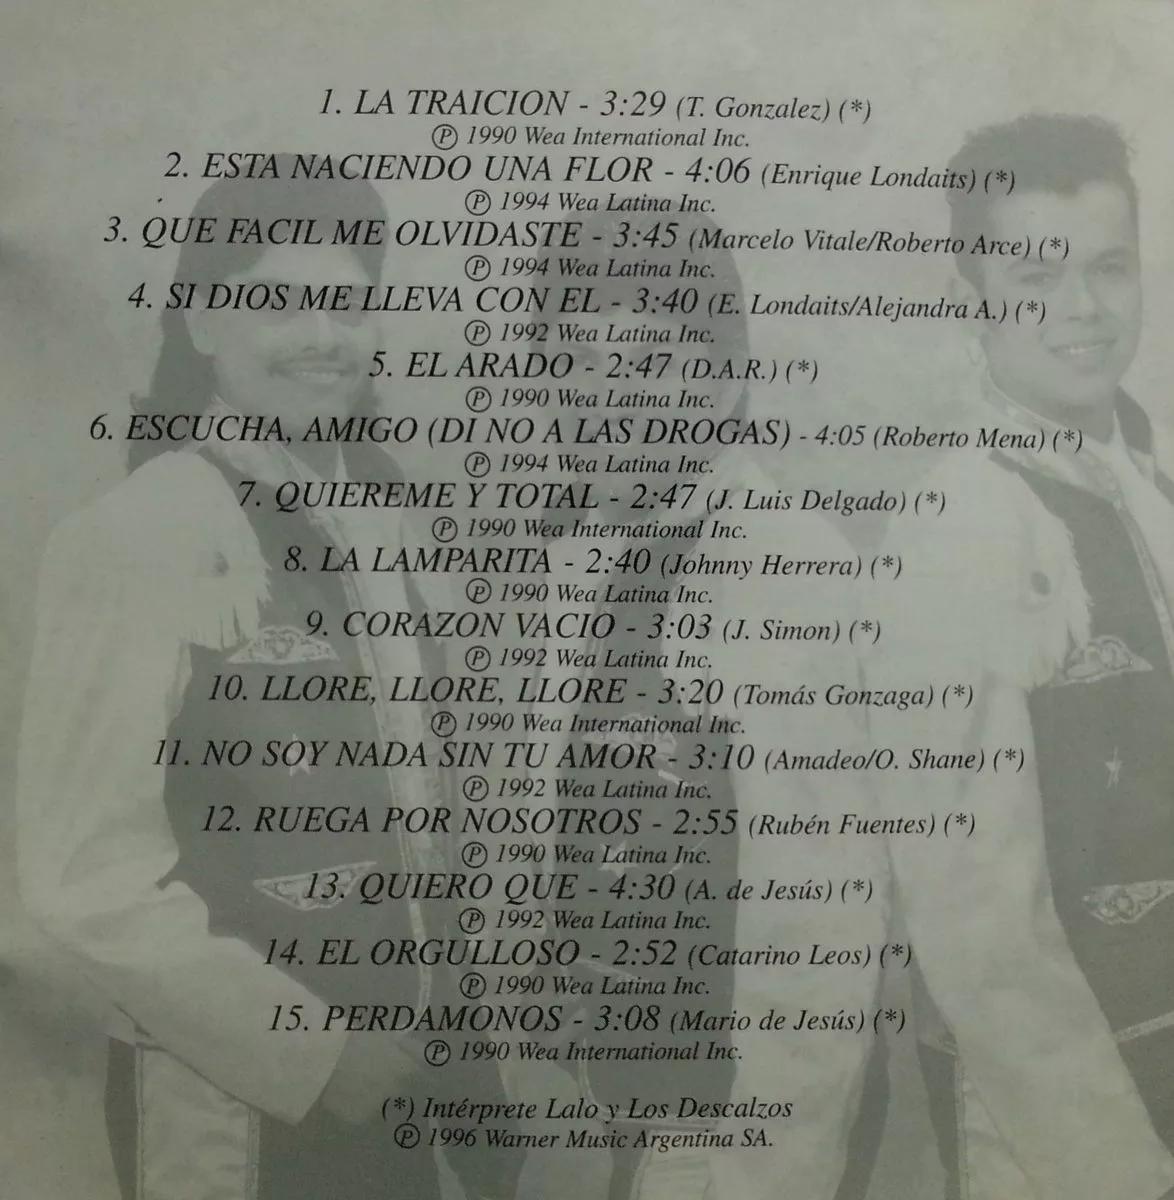 1. LA TRAICION - 3:29 (T. Gonzalez) (*)
Ⓟ 1990 Wea International Inc.
2. ESTA NACIENDO UNA FLOR - 4:06 (Enrique Londaits) (*)
Ⓟ 1994 Wea Latina Inc.
3. QUE FACIL ME OLVIDASTE - 3:45 (Marcelo Vitale/Roberto Arce) (*)
Ⓟ 1994 Wea Latina Inc.
4. SI DIOS ME LLEVA CON EL - 3:40 (E. Londaits/Alejandra A.) (*)
Ⓟ 1992 Wea Latina Inc.
5. EL ARADO - 2:47 (D.A.R.) (*)
Ⓟ 1990 Wea Latina Inc.
6. ESCUCHA, AMIGO (DI NO A LAS DROGAS) - 4:05 (Roberto Mena) (*)
Ⓟ 1994 Wea Latina Inc.
7. QUIEREME Y TOTAL - 2:47 (J. Luis Delgado) (*)
Ⓟ 1990 Wea International Inc.
8. LA LAMPARITA - 2:40 (Johnny Herrera) (*)
Ⓟ 1990 Wea Latina Inc.
9. CORAZON VACIO - 3:03 (J. Simon) (*)
Ⓟ 1992 Wea Latina Inc.
10. LLORE, LLORE, LLORE - 3:20 (Tomás Gonzaga) (*)
Ⓟ 1990 Wea International Inc.
11. NO SOY NADA SIN TU AMOR - 3:10 (Amadeo/O. Shane) (*)
Ⓟ 1992 Wea Latina Inc.
12. RUEGA POR NOSOTROS - 2:55 (Rubén Fuentes) (*)
Ⓟ 1990 Wea Latina Inc.
13. QUIERO QUE - 4:30 (A. de Jesús) (*)
Ⓟ 1992 Wea Latina Inc.
14. EL ORGULLOSO - 2:52 (Catarino Leos) (*)
Ⓟ 1990 Wea Latina Inc.
15. PERDAMONOS - 3:08 (Mario de Jesús) (*)
Ⓟ 1990 Wea International Inc.
(*) Intérprete Lalo y Los Descalzos
Ⓟ 1996 Warner Music Argentina SA.